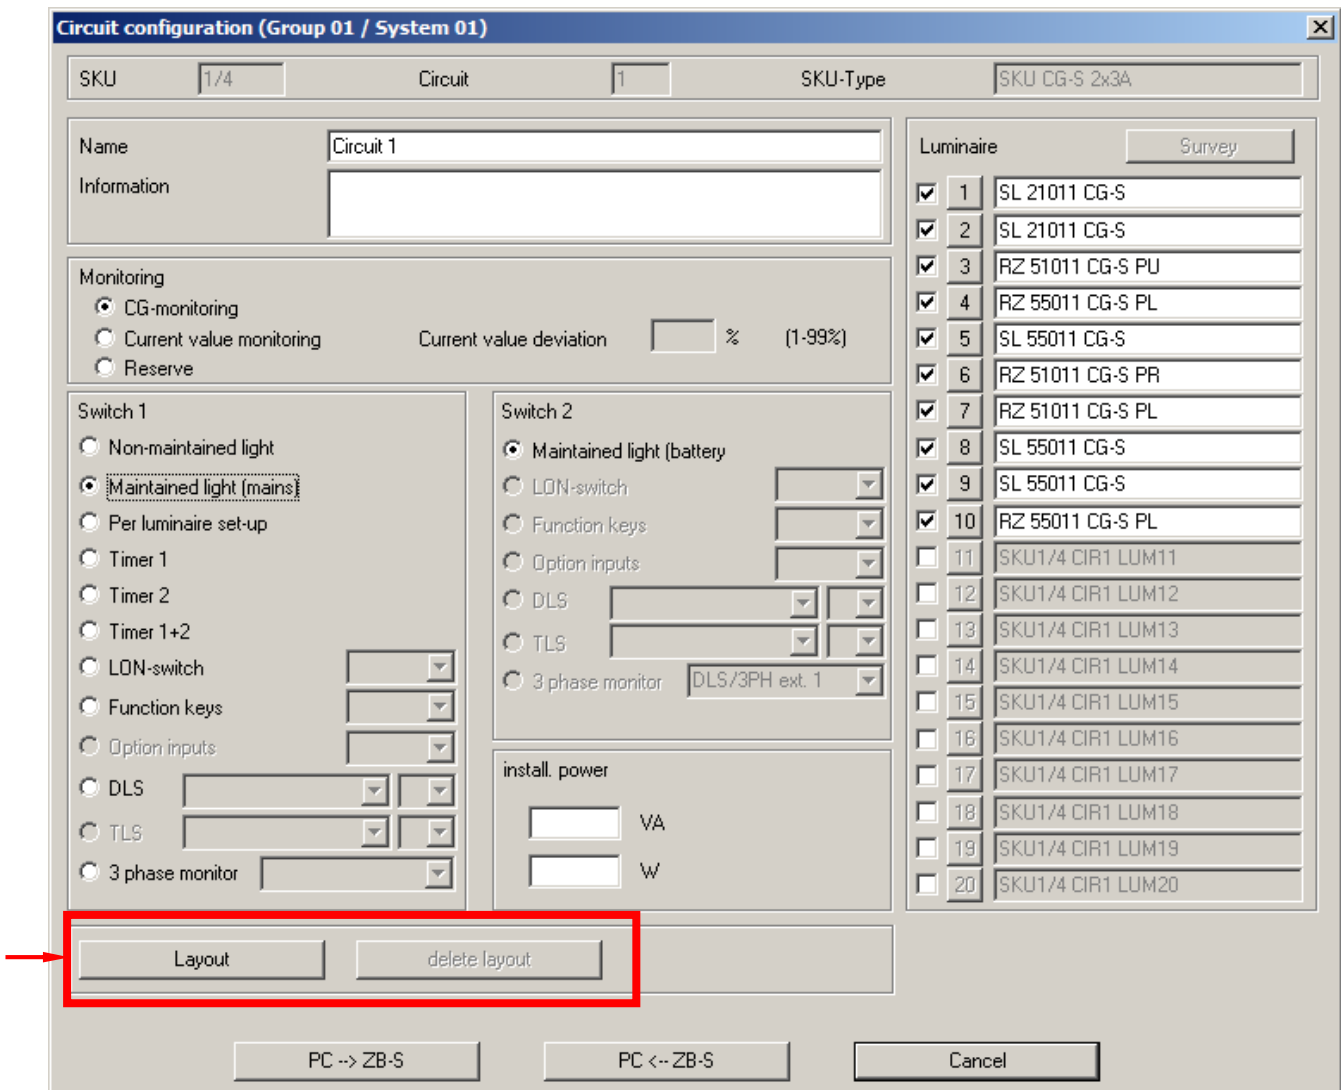 Circuit configuration (Group 01 / System 01)
SKU 1/4 Circuit 1 SKU-Type SKU CG-S 2x3A
Name Circuit 1
Information
Monitoring
CG-monitoring
Current value monitoring Current value deviation % (1-99%)
Reserve
Switch 1
Non-maintained light
Maintained light (mains)
Per luminaire set-up
Timer 1
Timer 2
Timer 1+2
LON-switch
Function keys
Option inputs
DLS
TLS
3 phase monitor
Switch 2
Maintained light (battery
LON-switch
Function keys
Option inputs
DLS
TLS
3 phase monitor DLS/3PH ext. 1
install. power
VA
W
Luminaire Survey
1 SL 21011 CG-S
2 SL 21011 CG-S
3 RZ 51011 CG-S PU
4 RZ 55011 CG-S PL
5 SL 55011 CG-S
6 RZ 51011 CG-S PR
7 RZ 51011 CG-S PL
8 SL 55011 CG-S
9 SL 55011 CG-S
10 RZ 55011 CG-S PL
11 SKU1/4 CIR1 LUM11
12 SKU1/4 CIR1 LUM12
13 SKU1/4 CIR1 LUM13
14 SKU1/4 CIR1 LUM14
15 SKU1/4 CIR1 LUM15
16 SKU1/4 CIR1 LUM16
17 SKU1/4 CIR1 LUM17
18 SKU1/4 CIR1 LUM18
19 SKU1/4 CIR1 LUM19
20 SKU1/4 CIR1 LUM20
Layout delete layout
PC --> ZB-S PC <-- ZB-S Cancel